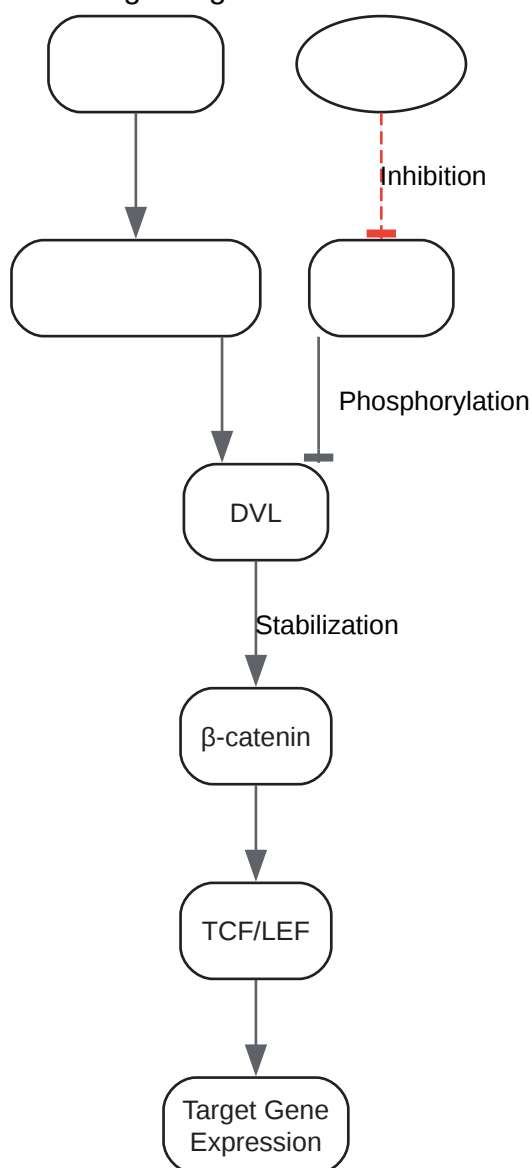 Inhibition
Phosphorylation
DVL
Stabilization
β-catenin
TCF/LEF
Target Gene
Expression